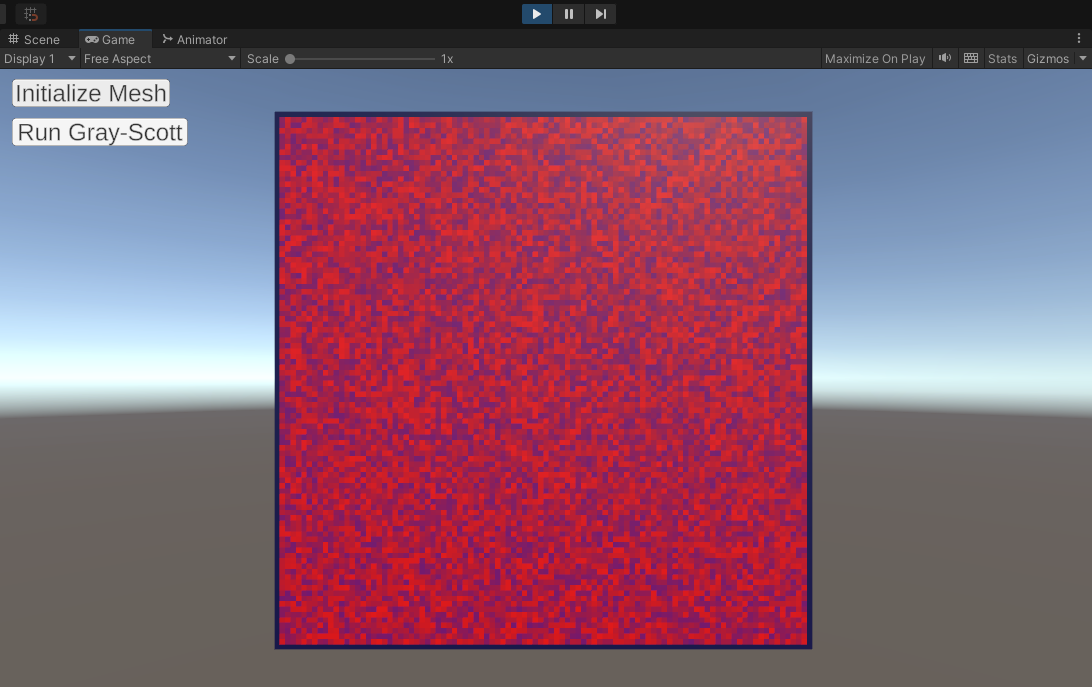 Scene Game Animator
Display 1 Free Aspect Scale 1x Maximize On Play Stats Gizmos
Initialize Mesh
Run Gray-Scott